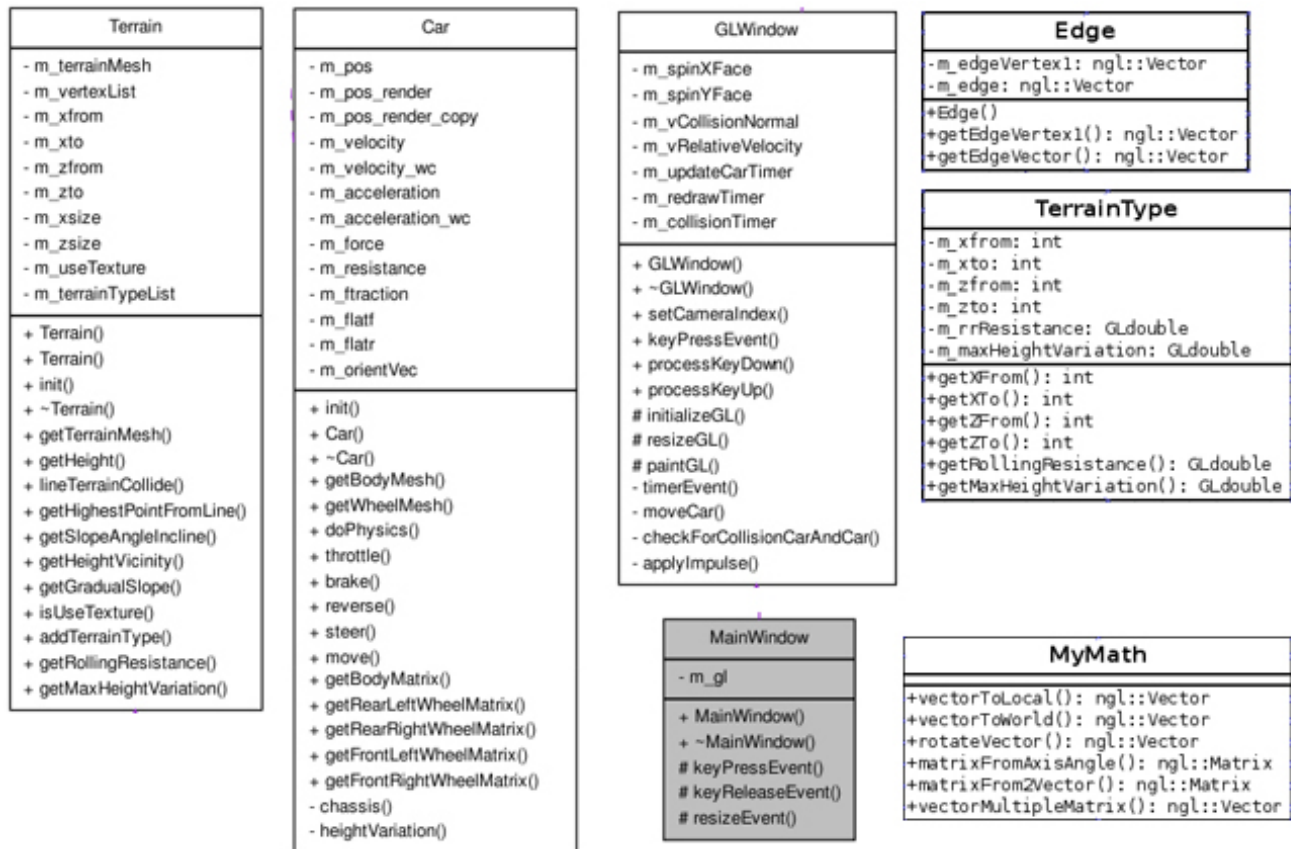 Terrain
- m_terrainMesh
- m_vertexList
- m_xfrom
- m_xto
- m_zfrom
- m_zto
- m_xsize
- m_zsize
- m_useTexture
- m_terrainTypeList
+ Terrain()
+ Terrain()
+ init()
+ ~Terrain()
+ getTerrainMesh()
+ getHeight()
+ lineTerrainCollide()
+ getHighestPointFromLine()
+ getSlopeAngleIncline()
+ getHeightVicinity()
+ getGradualSlope()
+ isUseTexture()
+ addTerrainType()
+ getRollingResistance()
+ getMaxHeightVariation()
Car
- m_pos
- m_pos_render
- m_pos_render_copy
- m_velocity
- m_velocity_wc
- m_acceleration
- m_acceleration_wc
- m_force
- m_resistance
- m_ftraction
- m_flatf
- m_flatr
- m_orientVec
+ init()
+ Car()
+ ~Car()
+ getBodyMesh()
+ getWheelMesh()
+ doPhysics()
+ throttle()
+ brake()
+ reverse()
+ steer()
+ move()
+ getBodyMatrix()
+ getRearLeftWheelMatrix()
+ getRearRightWheelMatrix()
+ getFrontLeftWheelMatrix()
+ getFrontRightWheelMatrix()
- chassis()
- heightVariation()
GLWindow
- m_spinXFace
- m_spinYFace
- m_vCollisionNormal
- m_vRelativeVelocity
- m_updateCarTimer
- m_redrawTimer
- m_collisionTimer
+ GLWindow()
+ ~GLWindow()
+ setCameraIndex()
+ keyPressEvent()
+ processKeyDown()
+ processKeyUp()
# initializeGL()
# resizeGL()
# paintGL()
- timerEvent()
- moveCar()
- checkForCollisionCarAndCar()
- applyImpulse()
MainWindow
- m_gl
+ MainWindow()
+ ~MainWindow()
# keyPressEvent()
# keyReleaseEvent()
# resizeEvent()
Edge
-m_edgeVertex1: ngl::Vector
-m_edge: ngl::Vector
+Edge()
+getEdgeVertex1(): ngl::Vector
+getEdgeVector(): ngl::Vector
TerrainType
-m_xfrom: int
-m_xto: int
-m_zfrom: int
-m_zto: int
-m_rrResistance: GLdouble
-m_maxHeightVariation: GLdouble
+getXFrom(): int
+getXTo(): int
+getZFrom(): int
+getZTo(): int
+getRollingResistance(): GLdouble
+getMaxHeightVariation(): GLdouble
MyMath
+vectorToLocal(): ngl::Vector
+vectorToWorld(): ngl::Vector
+rotateVector(): ngl::Vector
+matrixFromAxisAngle(): ngl::Matrix
+matrixFrom2Vector(): ngl::Matrix
+vectorMultipleMatrix(): ngl::Vector